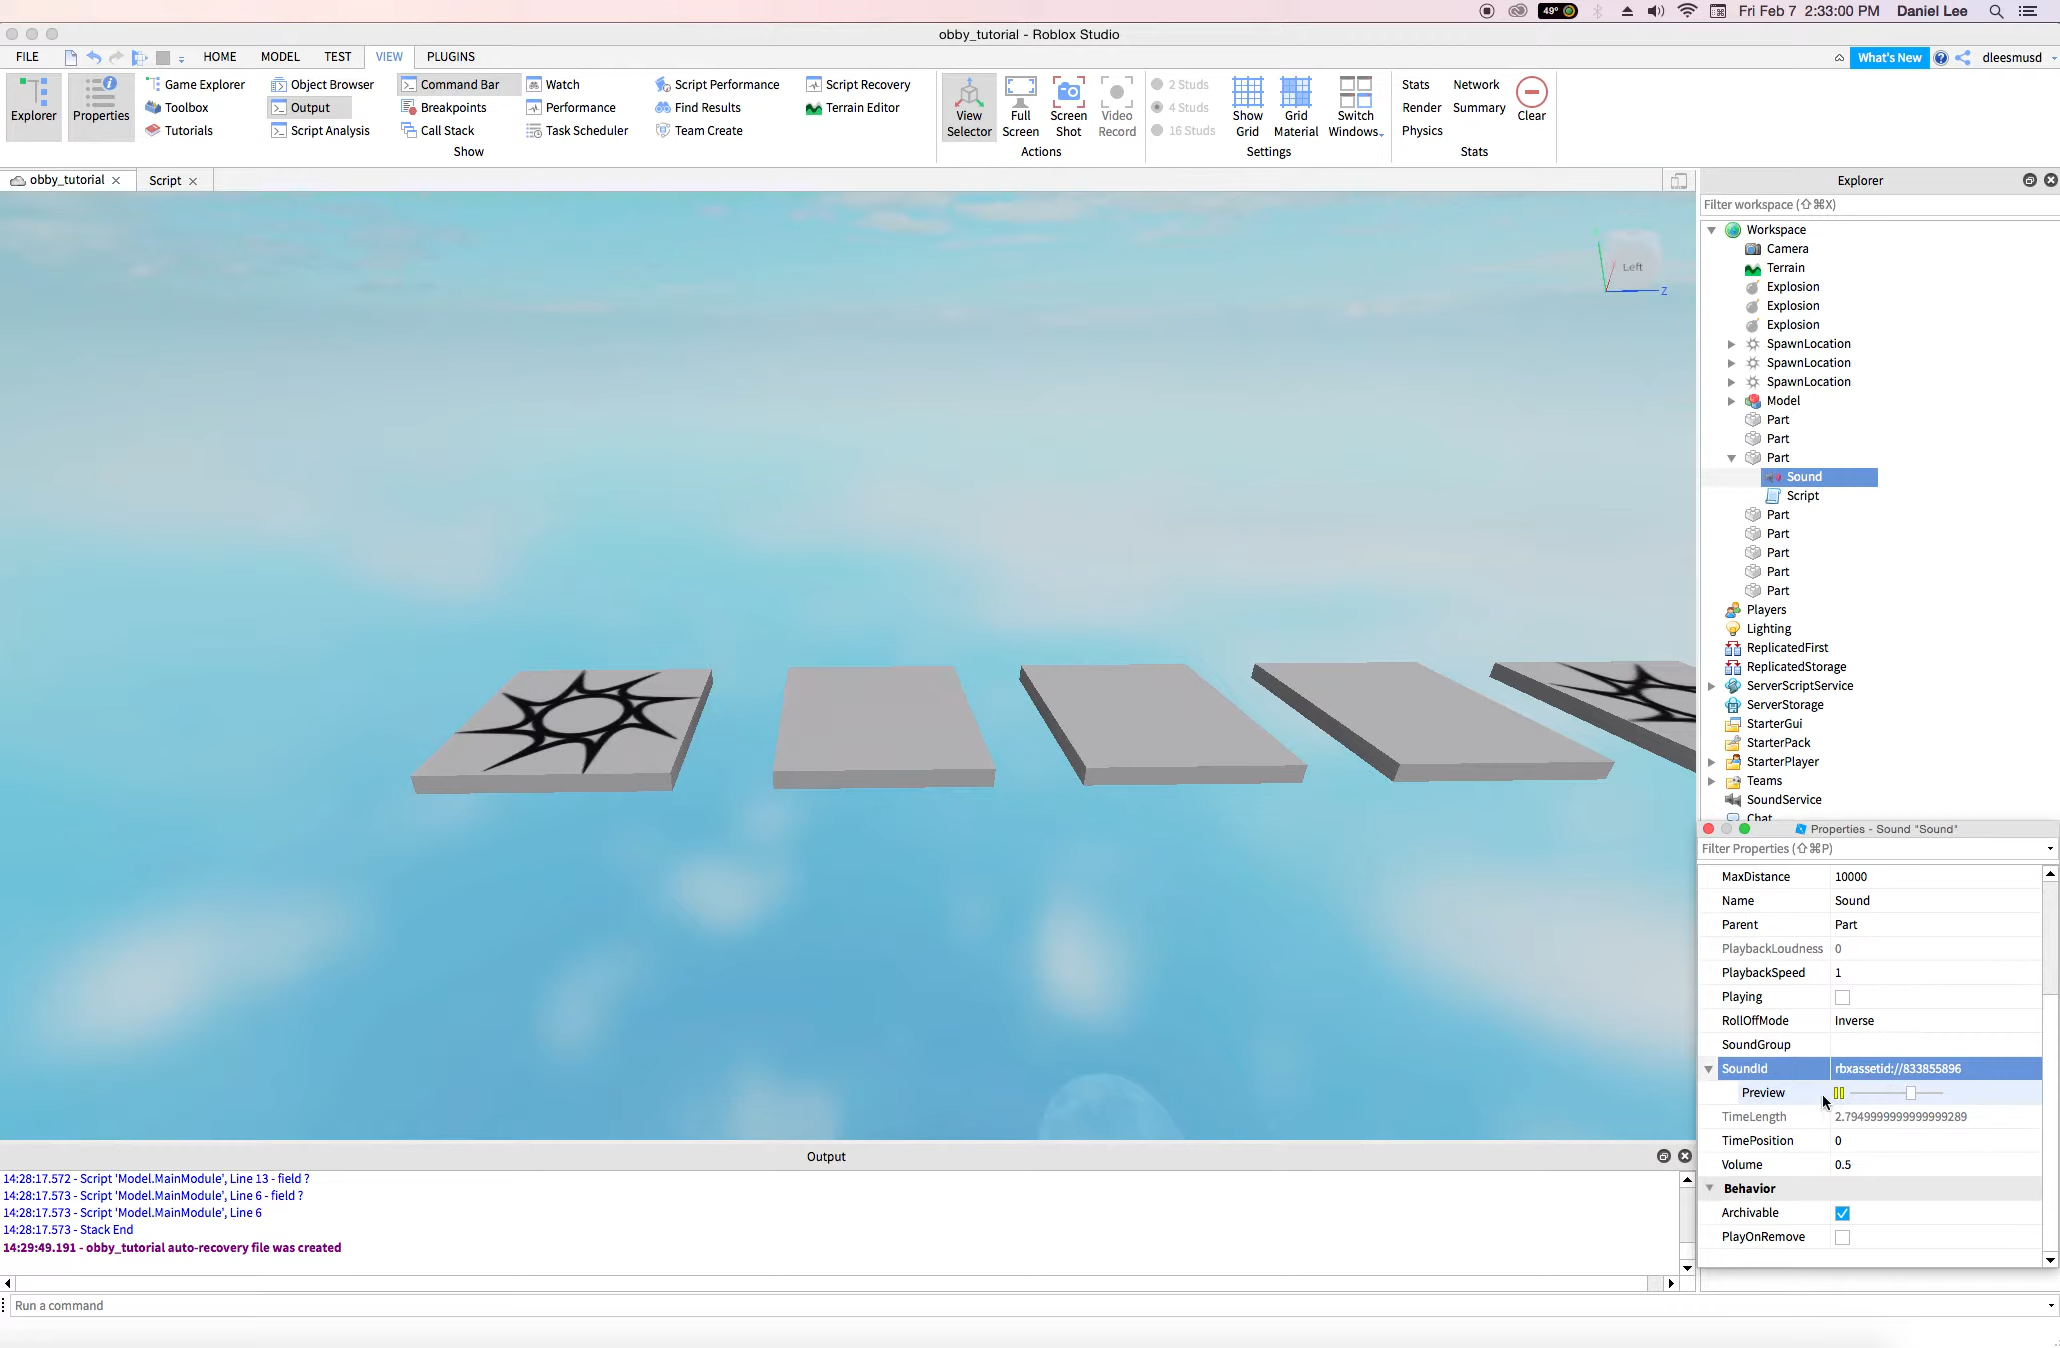 49°
Fri Feb 7 2:33:00 PM Daniel Lee
obby_tutorial - Roblox Studio
FILE HOME MODEL TEST VIEW PLUGINS
What's New dleesmusd
Explorer
Properties
Game Explorer
Toolbox
Tutorials
Object Browser
Output
Script Analysis
Command Bar
Breakpoints
Call Stack
Watch
Performance
Task Scheduler
Script Performance
Find Results
Team Create
Script Recovery
Terrain Editor
Show
View
Selector
Full
Screen
Screen
Shot
Video
Record
Actions
2 Studs
4 Studs
16 Studs
Show
Grid
Grid
Material
Switch
Windows
Settings
Stats
Render
Physics
Network
Summary
Clear
Stats
obby_tutorial
Script
Left
Z
Explorer
Filter workspace (⇧⌘X)
Workspace
Camera
Terrain
Explosion
Explosion
Explosion
SpawnLocation
SpawnLocation
SpawnLocation
Model
Part
Part
Part
Sound
Script
Part
Part
Part
Part
Part
Players
Lighting
ReplicatedFirst
ReplicatedStorage
ServerScriptService
ServerStorage
StarterGui
StarterPack
StarterPlayer
Teams
SoundService
Chat
Properties - Sound "Sound"
Filter Properties (⇧⌘P)
MaxDistance 10000
Name Sound
Parent Part
PlaybackLoudness 0
PlaybackSpeed 1
Playing
RollOffMode Inverse
SoundGroup
SoundId rbxassetid://833855896
Preview
TimeLength 2.7949999999999999289
TimePosition 0
Volume 0.5
Behavior
Archivable
PlayOnRemove
Output
14:28:17.572 - Script 'Model.MainModule', Line 13 - field ?
14:28:17.573 - Script 'Model.MainModule', Line 6 - field ?
14:28:17.573 - Script 'Model.MainModule', Line 6
14:28:17.573 - Stack End
14:29:49.191 - obby_tutorial auto-recovery file was created
Run a command